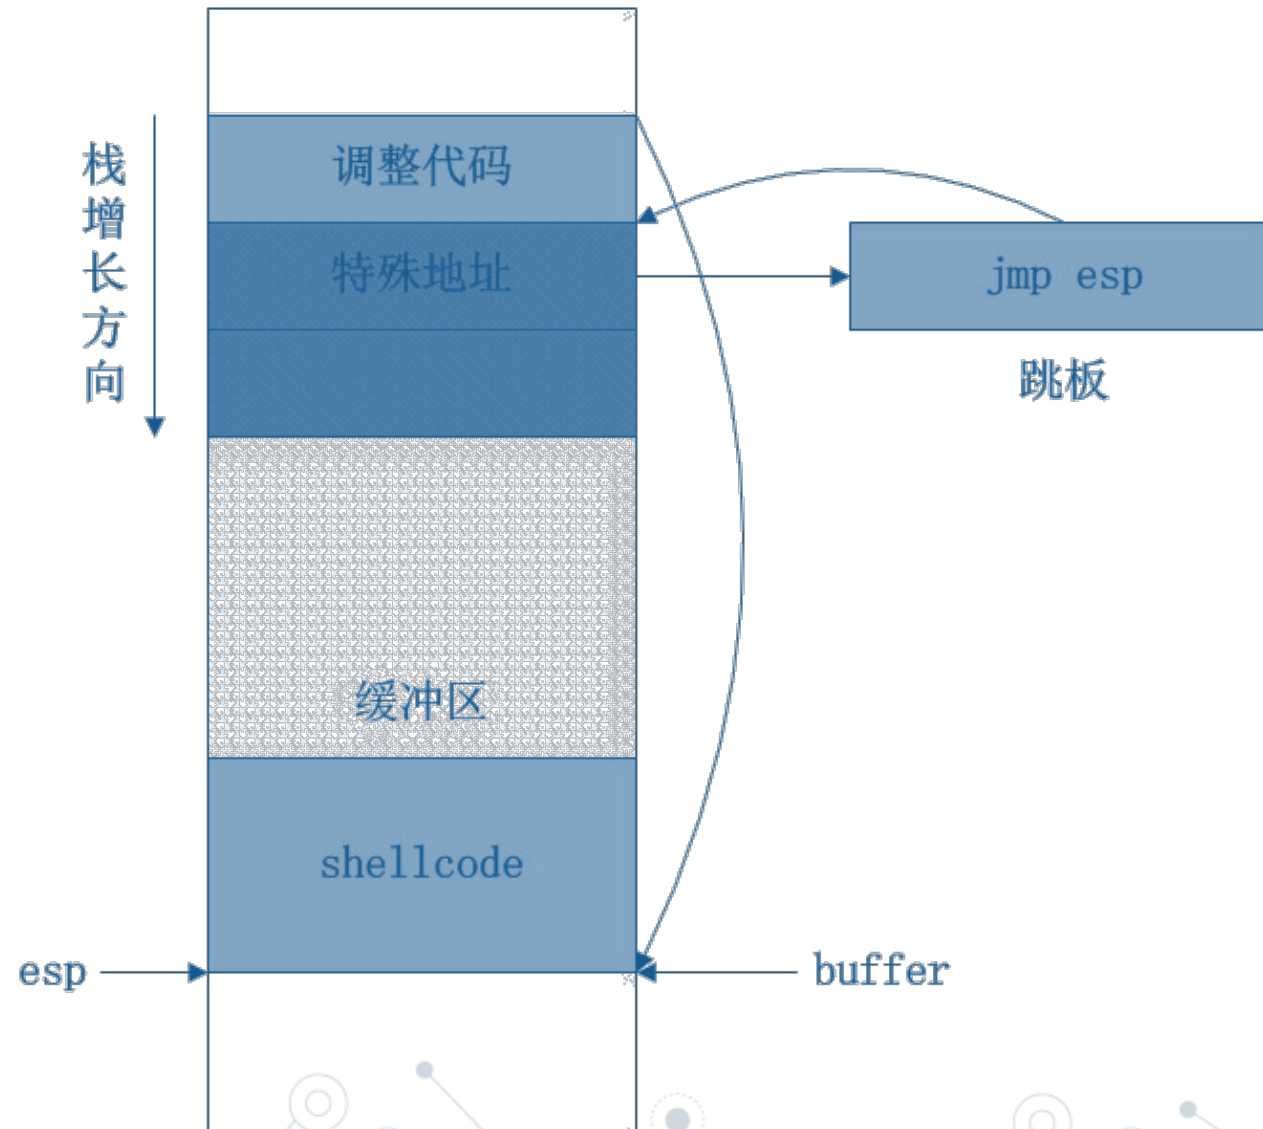 栈增长方向
调整代码
特殊地址
jmp esp
跳板
缓冲区
shellcode
esp
buffer